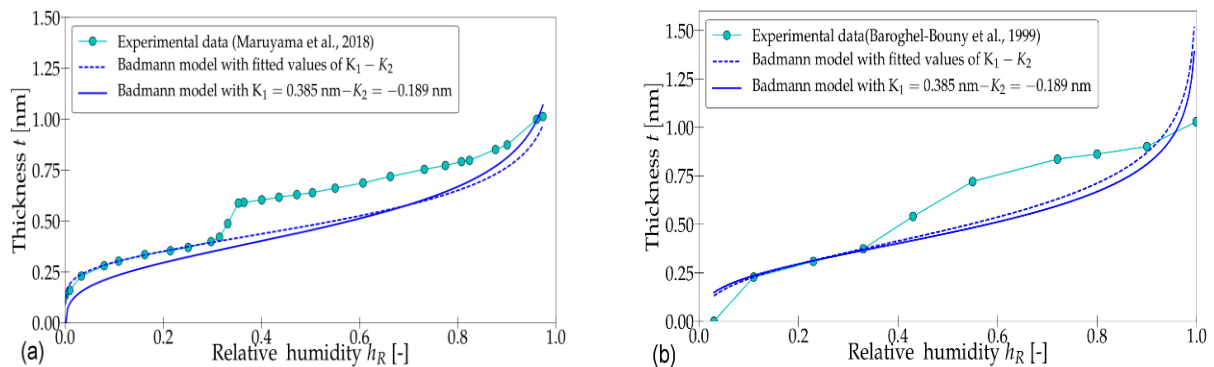 1.50
1.25
1.00
0.75
0.50
0.25
0.00
Thickness t [nm]
Experimental data (Maruyama et al., 2018)
Badmann model with fitted values of K₁ − K₂
Badmann model with K₁ = 0.385 nm−K₂ = −0.189 nm
0.0 0.2 0.4 0.6 0.8 1.0
Relative humidity h_R [-]
(a)
1.50
1.25
1.00
0.75
0.50
0.25
0.00
Thickness t [nm]
Experimental data(Baroghel-Bouny et al., 1999)
Badmann model with fitted values of K₁ − K₂
Badmann model with K₁ = 0.385 nm−K₂ = −0.189 nm
0.0 0.2 0.4 0.6 0.8 1.0
Relative humidity h_R [-]
(b)